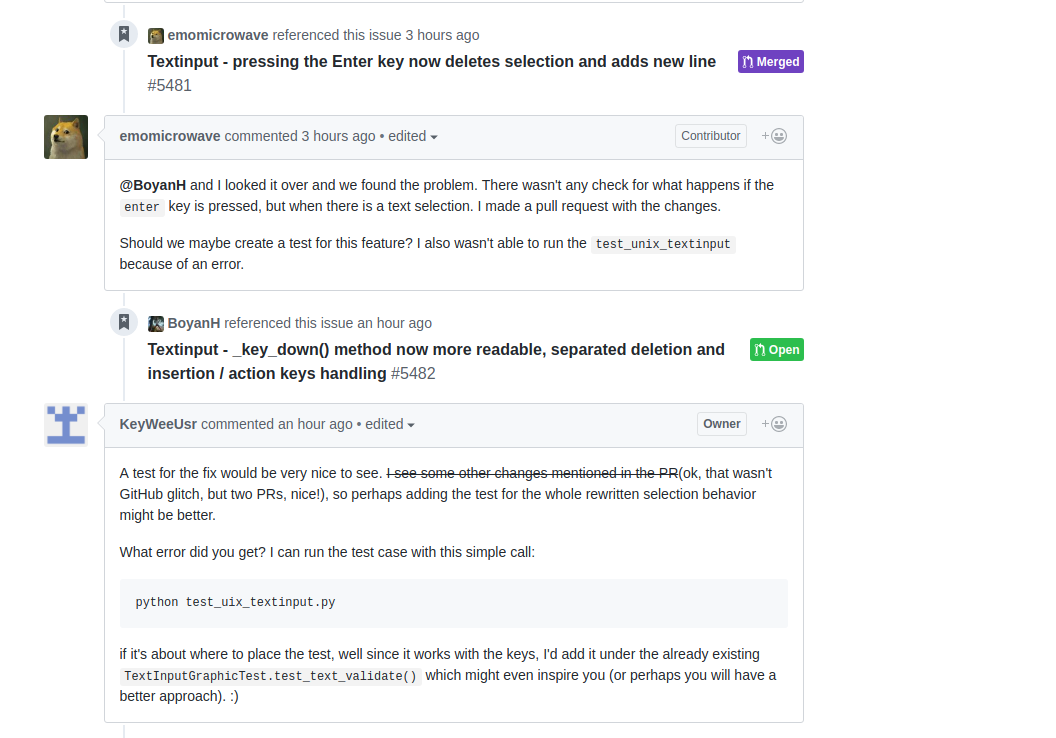 emomicrowave referenced this issue 3 hours ago
Textinput - pressing the Enter key now deletes selection and adds new line
Merged
#5481
emomicrowave commented 3 hours ago • edited
Contributor
@BoyanH and I looked it over and we found the problem. There wasn't any check for what happens if the
enter key is pressed, but when there is a text selection. I made a pull request with the changes.
Should we maybe create a test for this feature? I also wasn't able to run the test_unix_textinput
because of an error.
BoyanH referenced this issue an hour ago
Textinput - _key_down() method now more readable, separated deletion and
Open
insertion / action keys handling #5482
KeyWeeUsr commented an hour ago • edited
Owner
A test for the fix would be very nice to see. I see some other changes mentioned in the PR(ok, that wasn't
GitHub glitch, but two PRs, nice!), so perhaps adding the test for the whole rewritten selection behavior
might be better.
What error did you get? I can run the test case with this simple call:
python test_uix_textinput.py
if it's about where to place the test, well since it works with the keys, I'd add it under the already existing
TextInputGraphicTest.test_text_validate() which might even inspire you (or perhaps you will have a
better approach). :)